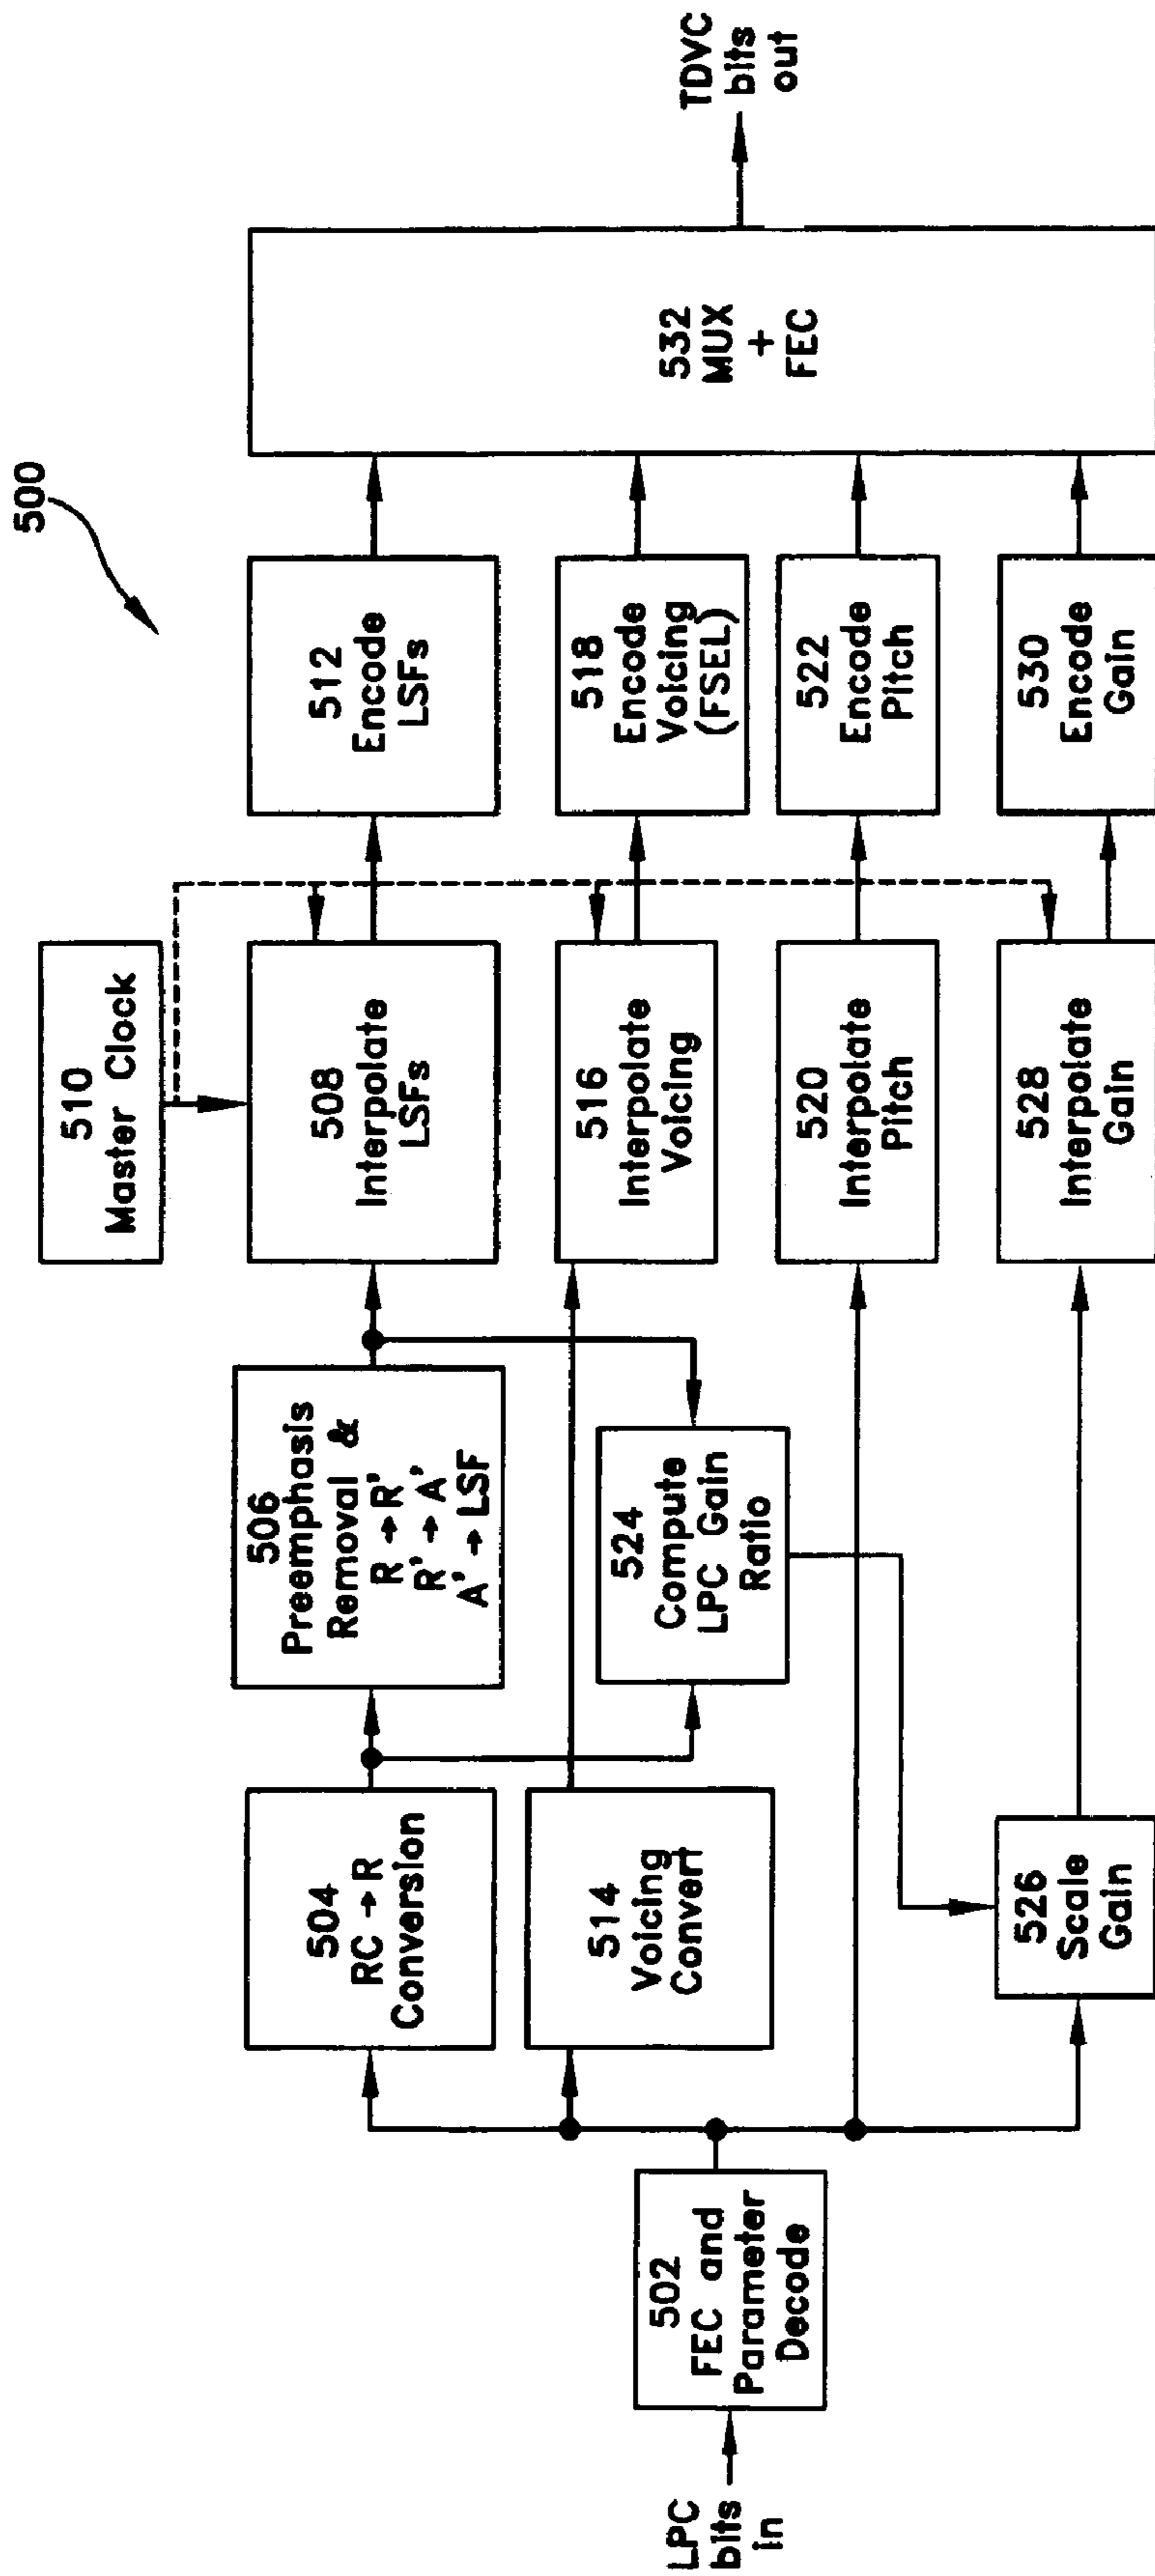 500
LPC
bits
in
502
FEC and
Parameter
Decode
504
RC → R
Conversion
506
Preemphasis
Removal &
R → R'
R' → A'
A' → LSF
510
Master Clock
508
Interpolate
LSFs
512
Encode
LSFs
514
Voicing
Convert
516
Interpolate
Voicing
518
Encode
Voicing
(FSEL)
524
Compute
LPC Gain
Ratio
520
Interpolate
Pitch
522
Encode
Pitch
526
Scale
Gain
528
Interpolate
Gain
530
Encode
Gain
532
MUX
+
FEC
TDVC
bits
out